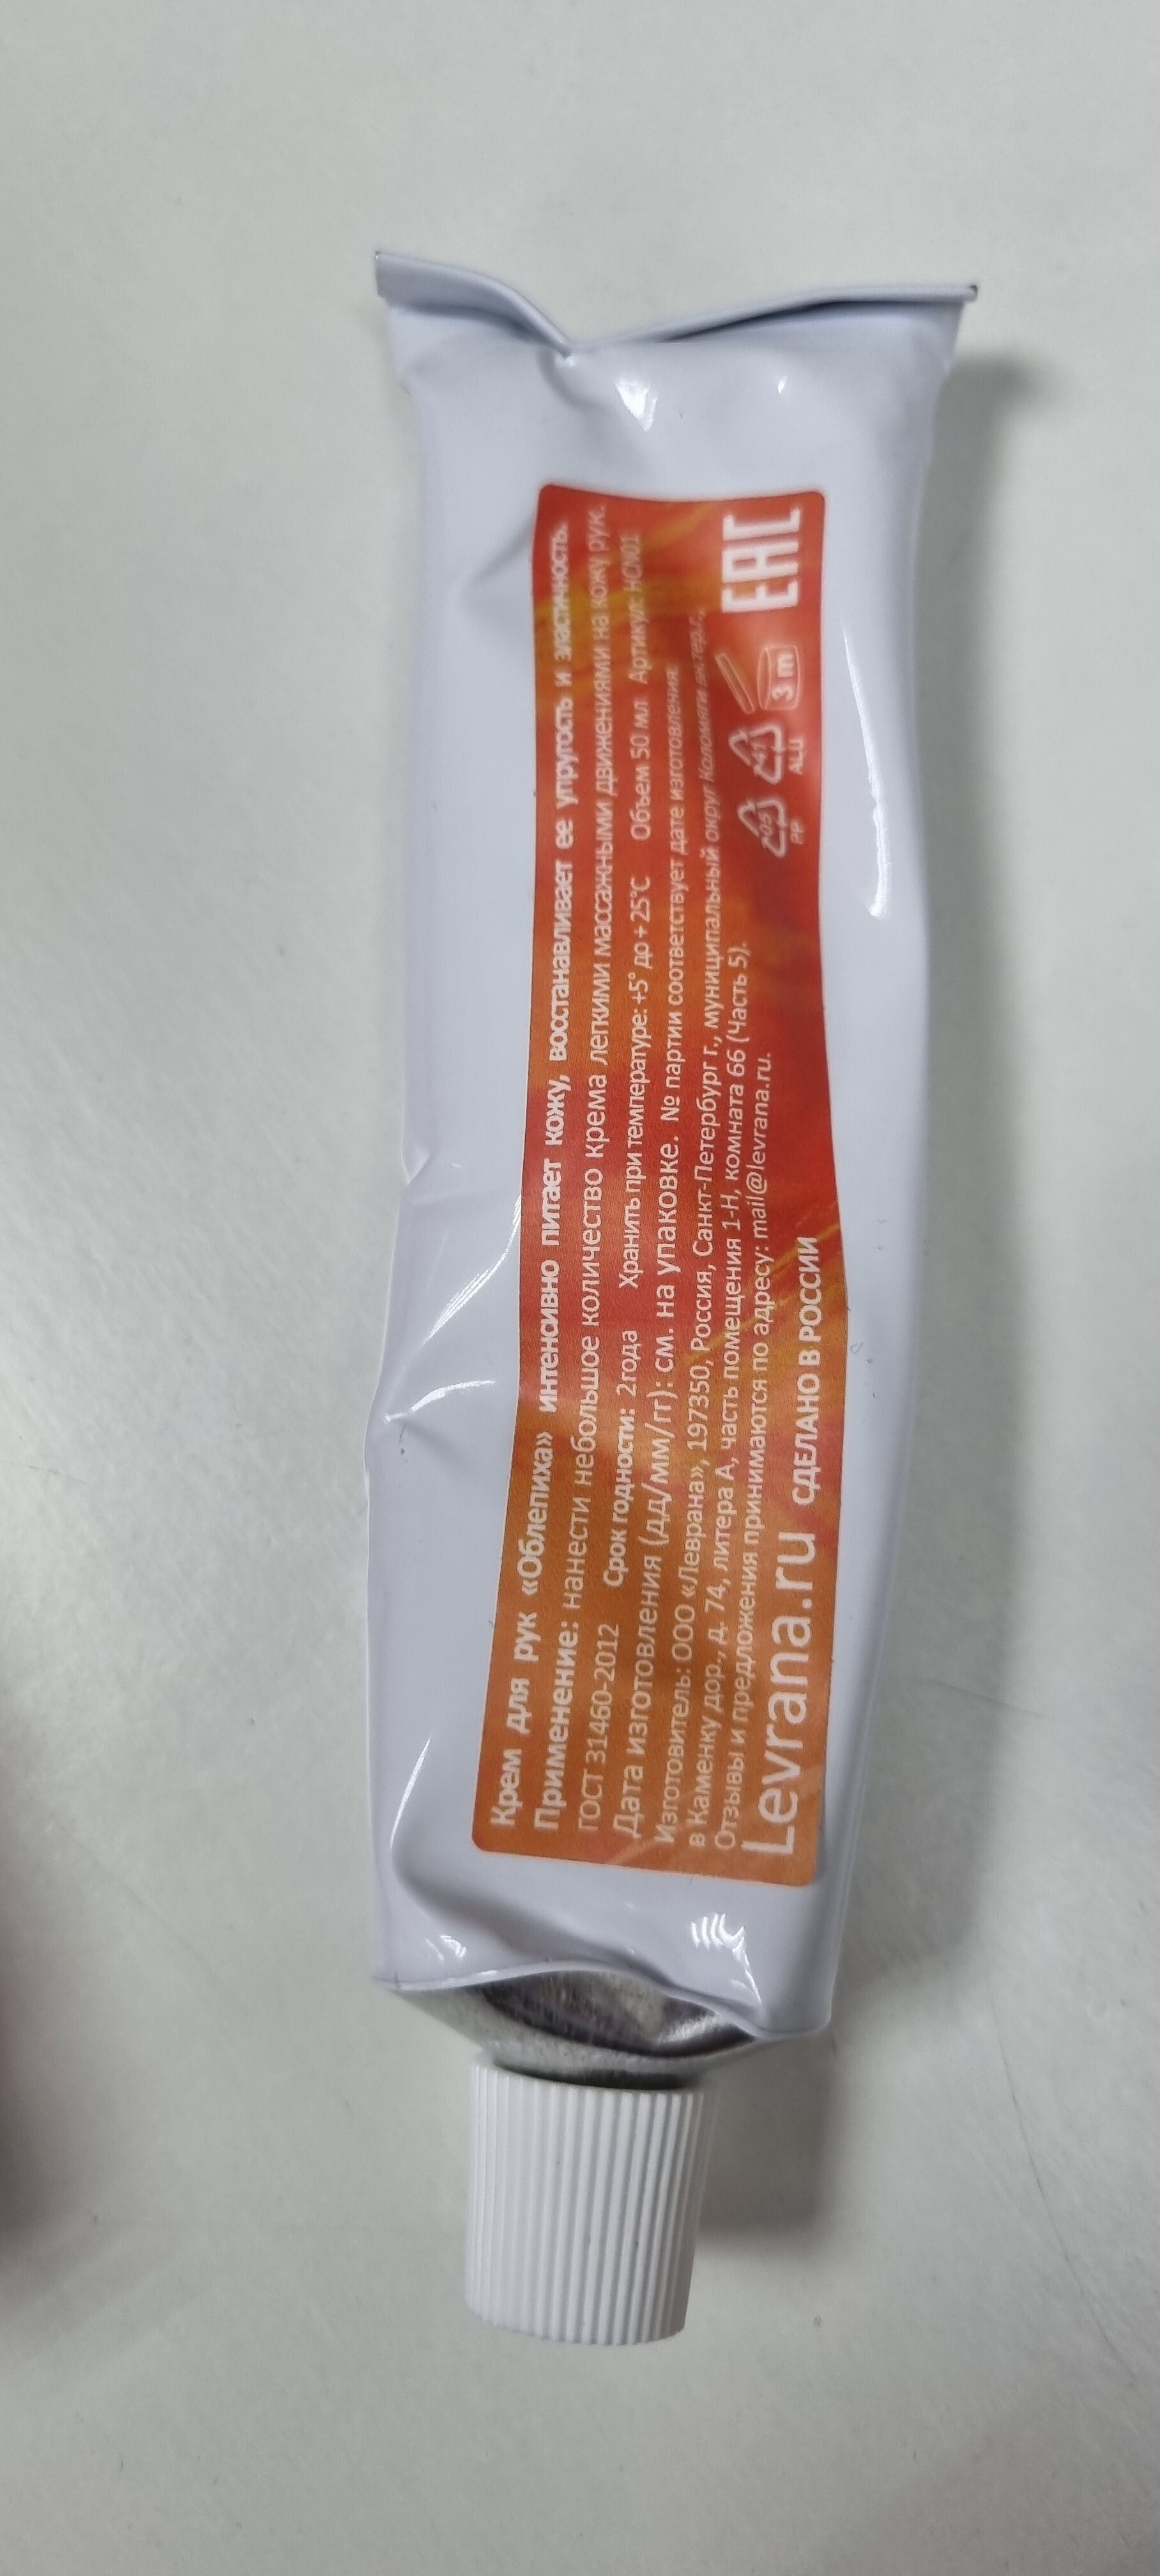 Крем для рук «Облепиха» интенсивно питает кожу, восстанавливает ее упругость и эластичность.
Применение: нанести небольшое количество крема легкими массажными движениями на кожу рук.
ГОСТ 31460-2012 Срок годности: 2года Хранить при температуре: +5° до +25°С Объем 50 мл Артикул: HCW01
Дата изготовления (дд/мм/гг): см. на упаковке. № партии соответствует дате изготовления.
Изготовитель: ООО «Леврана», 197350, Россия, Санкт-Петербург г., муниципальный округ Коломяги вн.тер.г.,
в Каменку дор., д. 74, литера А, часть помещения 1-Н, комната 66 (Часть 5).
Отзывы и предложения принимаются по адресу: mail@levrana.ru.
Levrana.ru СДЕЛАНО В РОССИИ
05 PP
41 ALU
3 m
EAC